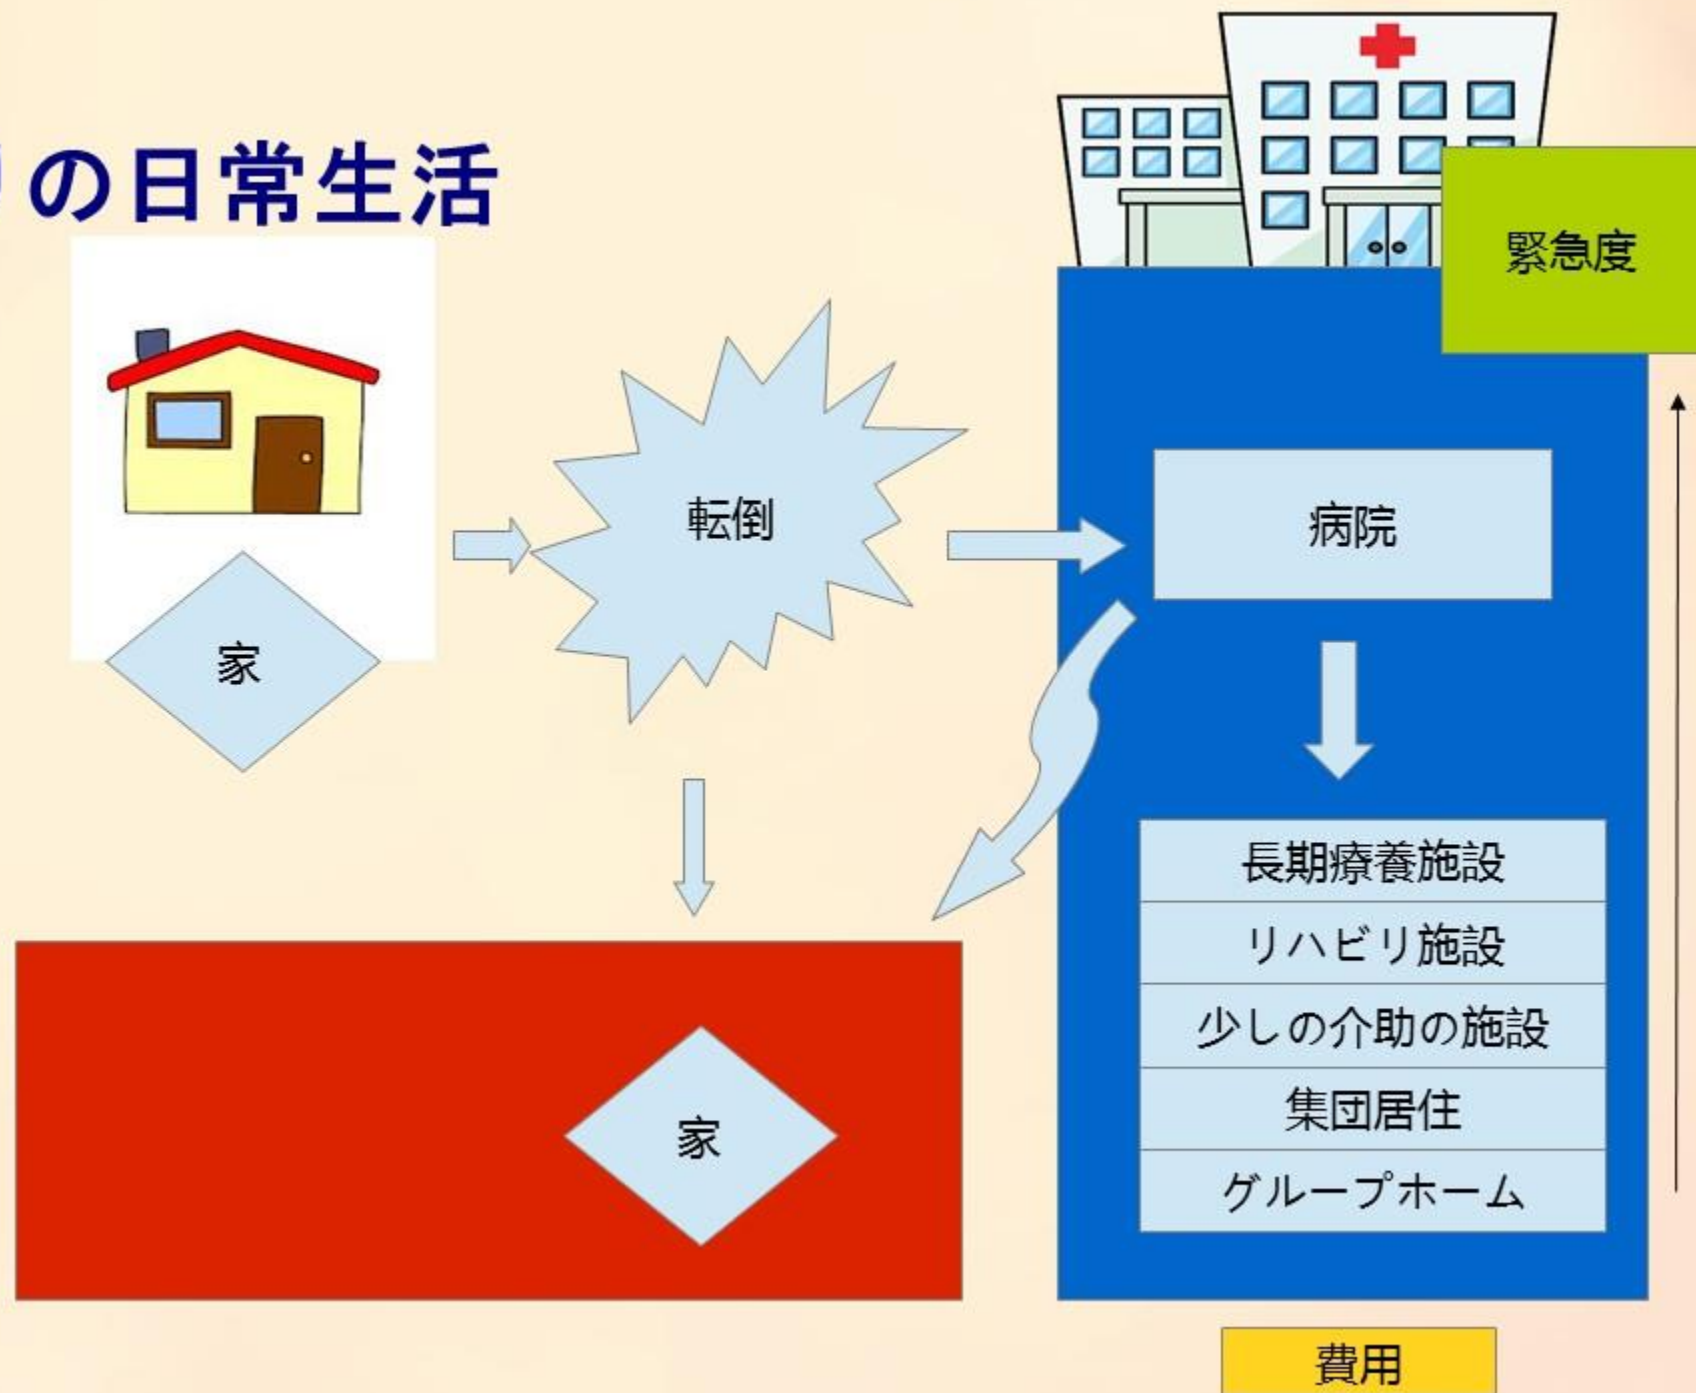 の日常生活
緊急度
転倒
病院
家
長期療養施設
リハビリ施設
少しの介助の施設
集団居住
グループホーム
家
費用